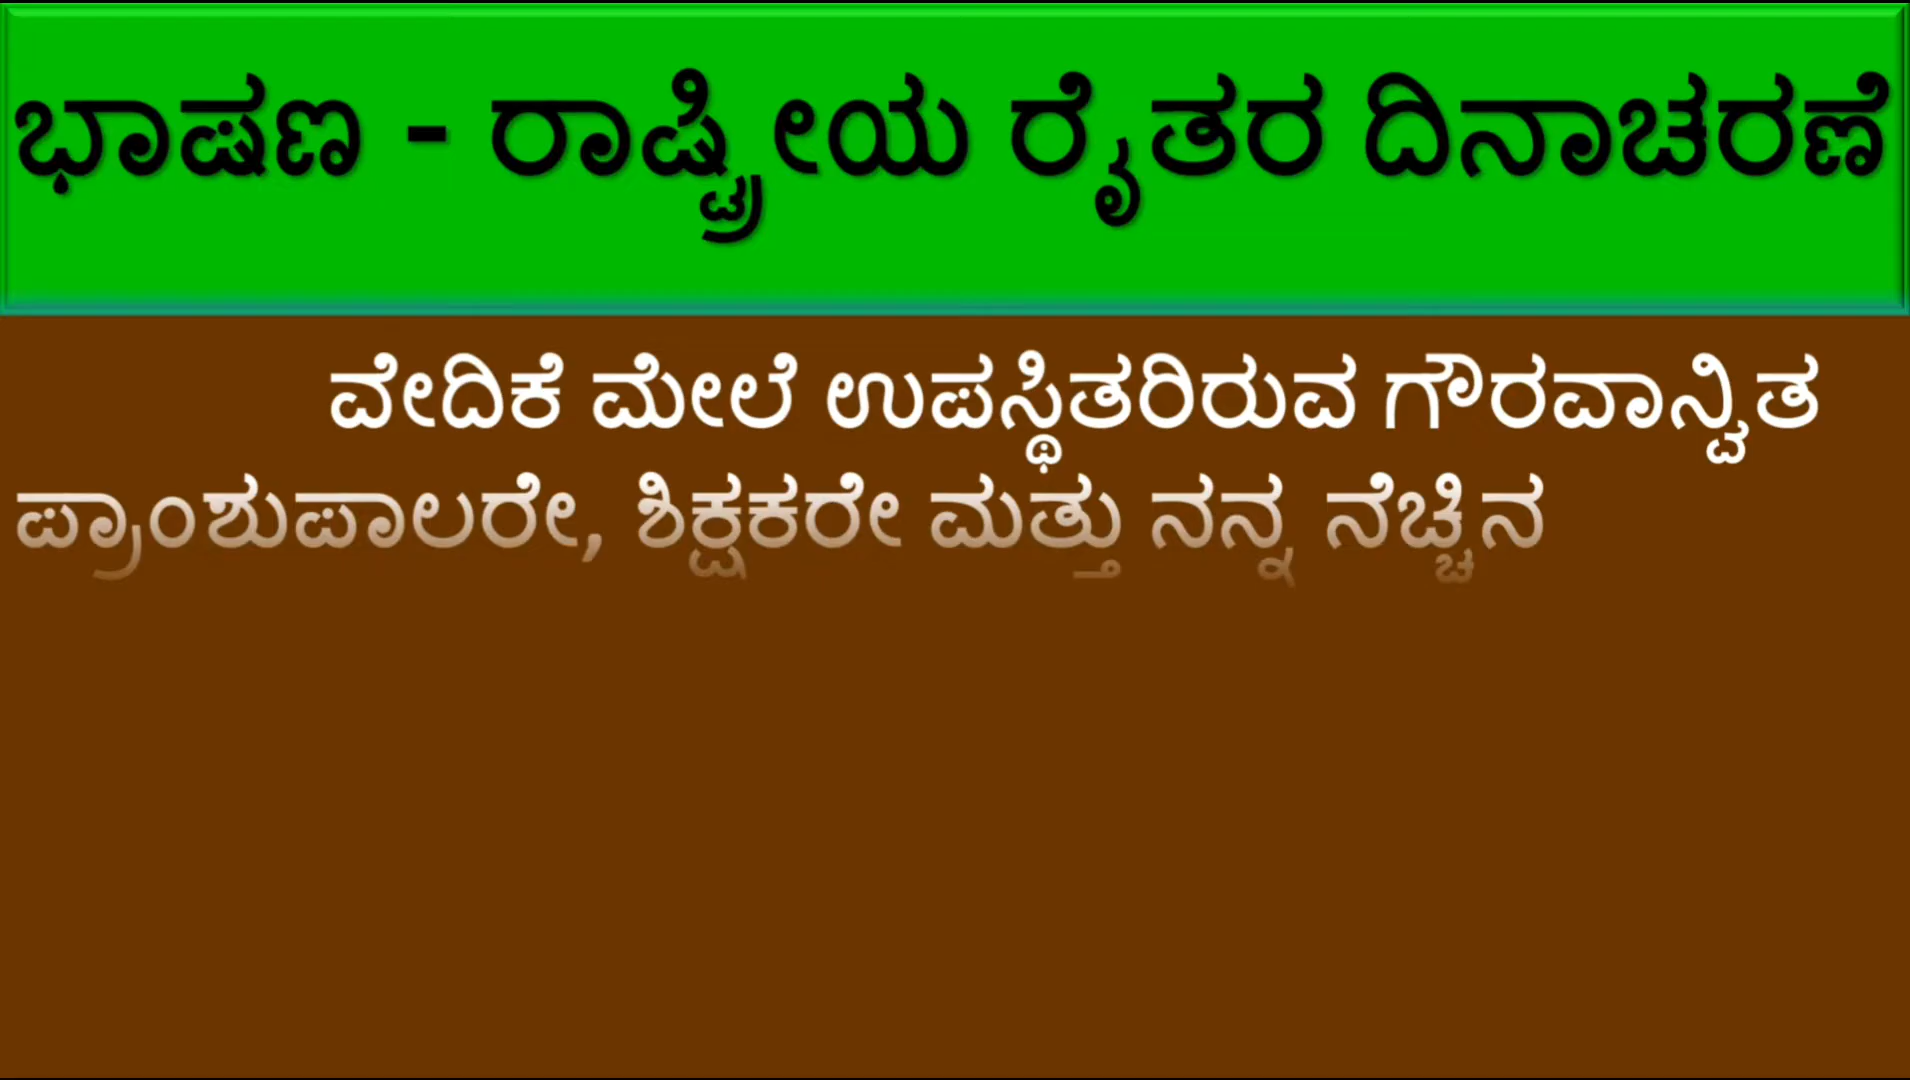 ಭಾಷಣ - ರಾಷ್ಟ್ರೀಯ ರೈತರ ದಿನಾಚರಣೆ
ವೇದಿಕೆ ಮೇಲೆ ಉಪಸ್ಥಿತರಿರುವ ಗೌರವಾನ್ವಿತ
ಪ್ರಾಂಶುಪಾಲರೇ, ಶಿಕ್ಷಕರೇ ಮತ್ತು ನನ್ನ ನೆಚ್ಚಿನ